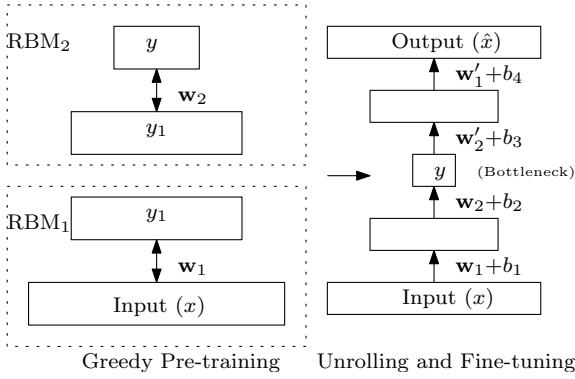 RBM₂
y
w₂
y₁
RBM₁
y₁
w₁
Input (x)
Greedy Pre-training
Output (x̂)
w′₁+b₄
w′₂+b₃
y (Bottleneck)
w₂+b₂
w₁+b₁
Input (x)
Unrolling and Fine-tuning